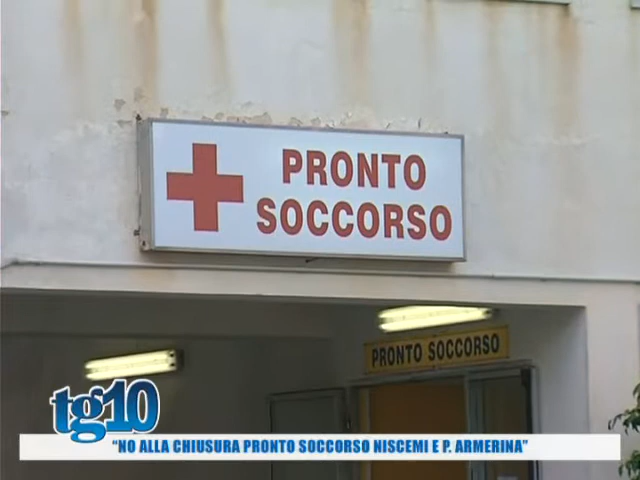 PRONTO
SOCCORSO
PRONTO SOCCORSO
tg10
“NO ALLA CHIUSURA PRONTO SOCCORSO NISCEMI E P. ARMERINA”